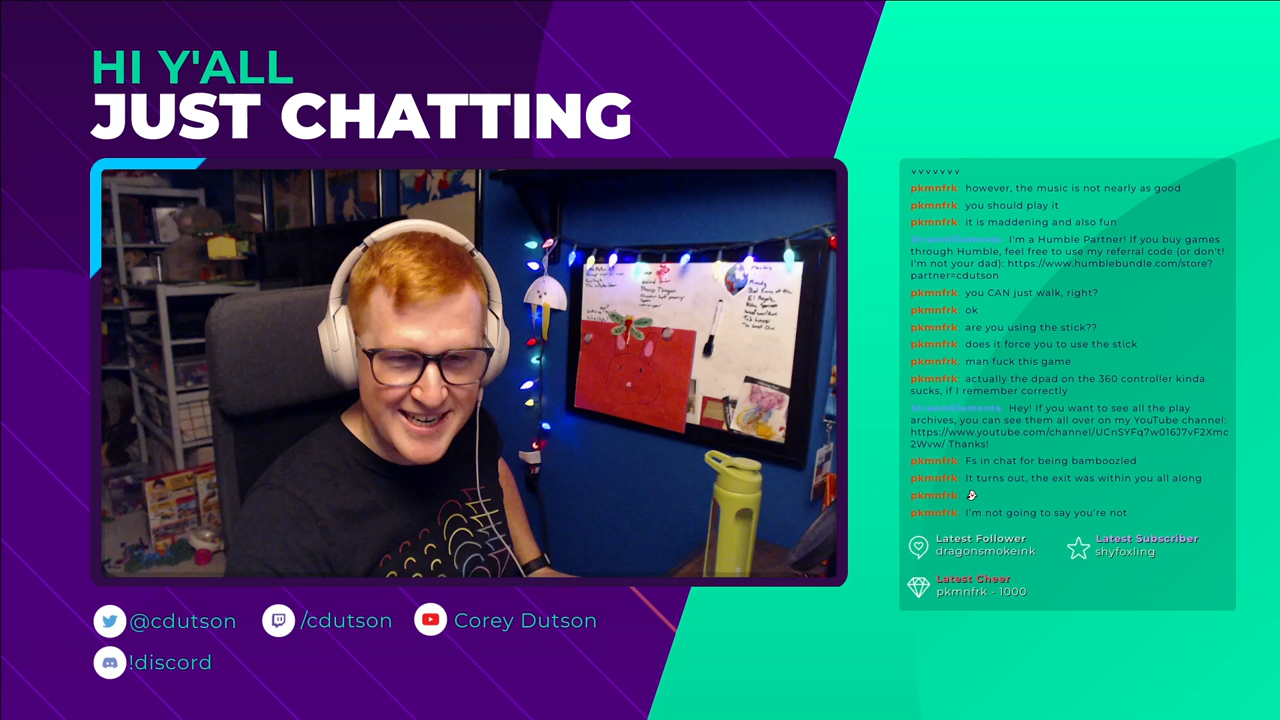 HI Y'ALL
JUST CHATTING
vvvvvvv
pkmnfrk however, the music is not nearly as good
pkmnfrk you should play it
pkmnfrk it is maddening and also fun
StreamElements I'm a Humble Partner! If you buy games
through Humble, feel free to use my referral code (or don't!
I'm not your dad): https://www.humblebundle.com/store?
partner=cdutson
pkmnfrk you CAN just walk, right?
pkmnfrk ok
pkmnfrk are you using the stick??
pkmnfrk does it force you to use the stick
pkmnfrk man fuck this game
pkmnfrk actually the dpad on the 360 controller kinda
sucks, if I remember correctly
StreamElements Hey! If you want to see all the play
archives, you can see them all over on my YouTube channel:
https://www.youtube.com/channel/UCnSYFq7w016J7vF2Xmc
2Wvw/ Thanks!
pkmnfrk Fs in chat for being bamboozled
pkmnfrk It turns out, the exit was within you all along
pkmnfrk
pkmnfrk I'm not going to say you're not
Latest Follower
dragonsmokeink
Latest Subscriber
shyfoxling
Latest Cheer
pkmnfrk - 1000
@cdutson
/cdutson
Corey Dutson
!discord